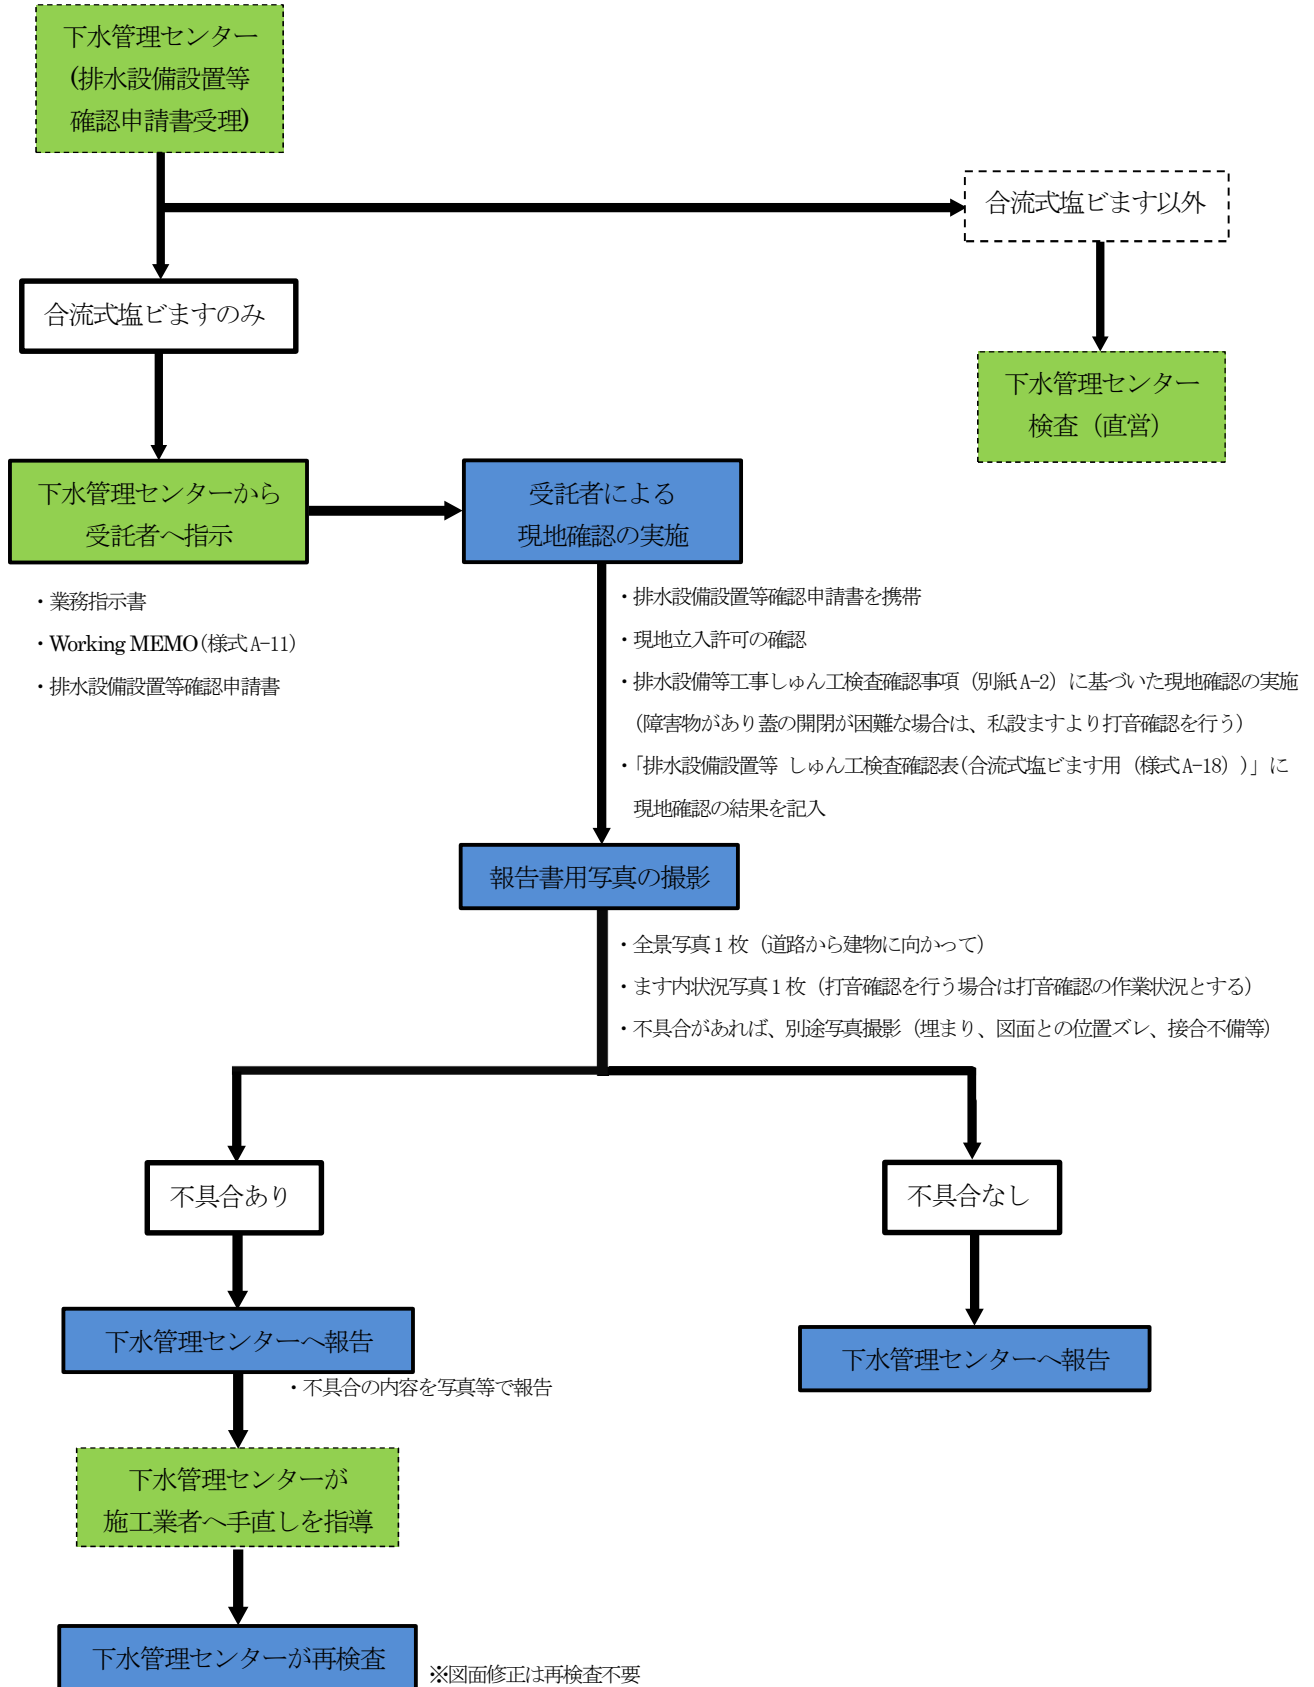 下水管理センター
(排水設備設置等
確認申請書受理)
合流式塩ビます以外
合流式塩ビますのみ
下水管理センター
検査（直営）
下水管理センターから
受託者へ指示
受託者による
現地確認の実施
・業務指示書
・Working MEMO(様式A-11)
・排水設備設置等確認申請書
・排水設備設置等確認申請書を携帯
・現地立入許可の確認
・排水設備等工事しゅん工検査確認事項（別紙A-2）に基づいた現地確認の実施
（障害物があり蓋の開閉が困難な場合は、私設ますより打音確認を行う）
・「排水設備設置等 しゅん工検査確認表(合流式塩ビます用（様式A-18）)」に
現地確認の結果を記入
報告書用写真の撮影
・全景写真1枚（道路から建物に向かって）
・ます内状況写真1枚（打音確認を行う場合は打音確認の作業状況とする）
・不具合があれば、別途写真撮影（埋まり、図面との位置ズレ、接合不備等）
不具合あり
不具合なし
下水管理センターへ報告
下水管理センターへ報告
・不具合の内容を写真等で報告
下水管理センターが
施工業者へ手直しを指導
下水管理センターが再検査
※図面修正は再検査不要